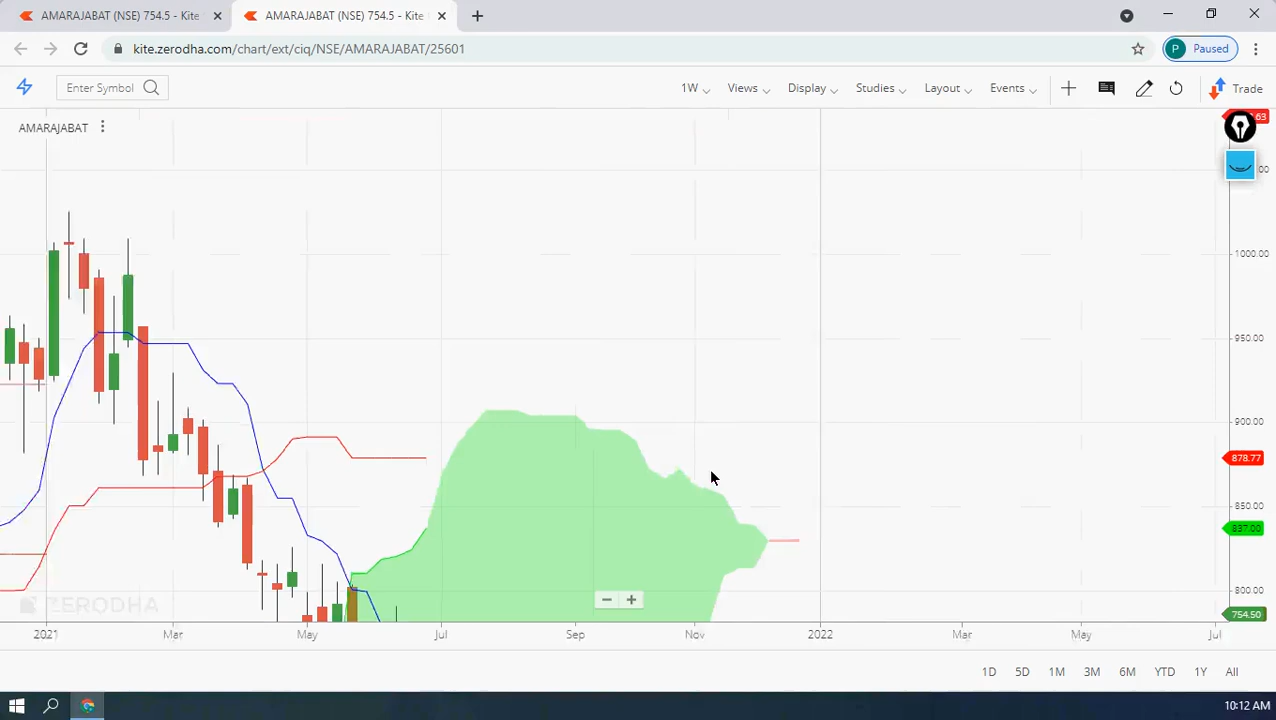 AMARAJABAT (NSE) 754.5 - Kite
AMARAJABAT (NSE) 754.5 - Kite
kite.zerodha.com/chart/ext/ciq/NSE/AMARAJABAT/25601
P Paused
Enter Symbol
1W Views Display Studies Layout Events Trade
AMARAJABAT
.63
00
1000.00
950.00
900.00
878.77
850.00
837.00
800.00
ZERODHA
754.50
2021 Mar May Jul Sep Nov 2022 Mar May Jul
1D 5D 1M 3M 6M YTD 1Y All
10:12 AM